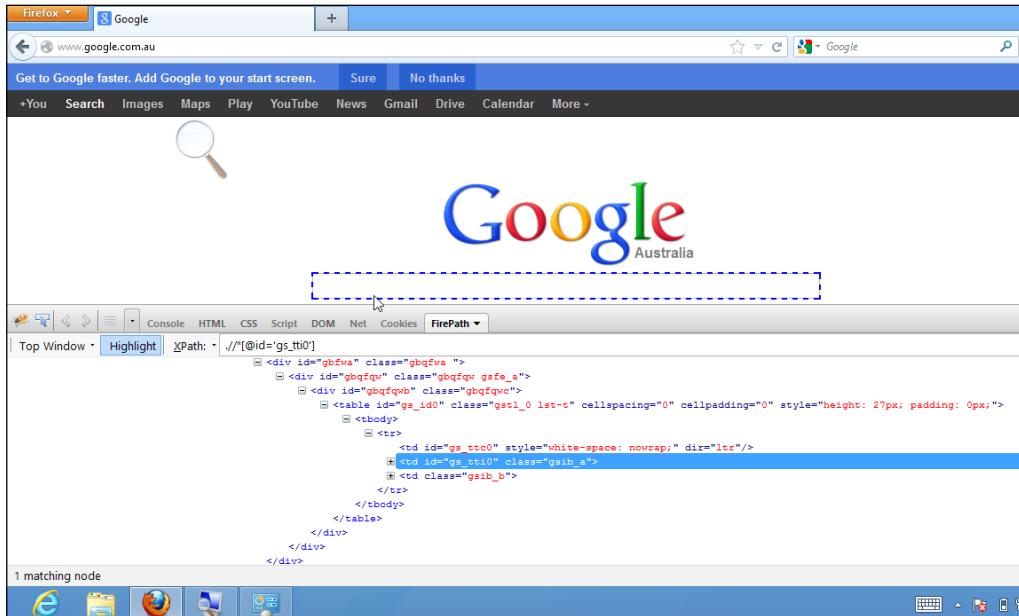 Firefox
8 Google
+
www.google.com.au
Google
Get to Google faster. Add Google to your start screen. Sure No thanks
+You Search Images Maps Play YouTube News Gmail Drive Calendar More
Google
Australia
Console HTML CSS Script DOM Net Cookies FirePath
Top Window Highlight XPath: .//*[@id='gs_tti0']
<div id="gbfwa" class="gbqfwa ">
<div id="gbqfqw" class="gbqfqw gsfe_a">
<div id="gbqfqwb" class="gbqfqwc">
<table id="gs_id0" class="gstl_0 lst-t" cellspacing="0" cellpadding="0" style="height: 27px; padding: 0px;">
<tbody>
<tr>
<td id="gs_ttc0" style="white-space: nowrap;" dir="ltr"/>
<td id="gs_tti0" class="gsib_a">
<td class="gsib_b">
</tr>
</tbody>
</table>
</div>
</div>
</div>
1 matching node